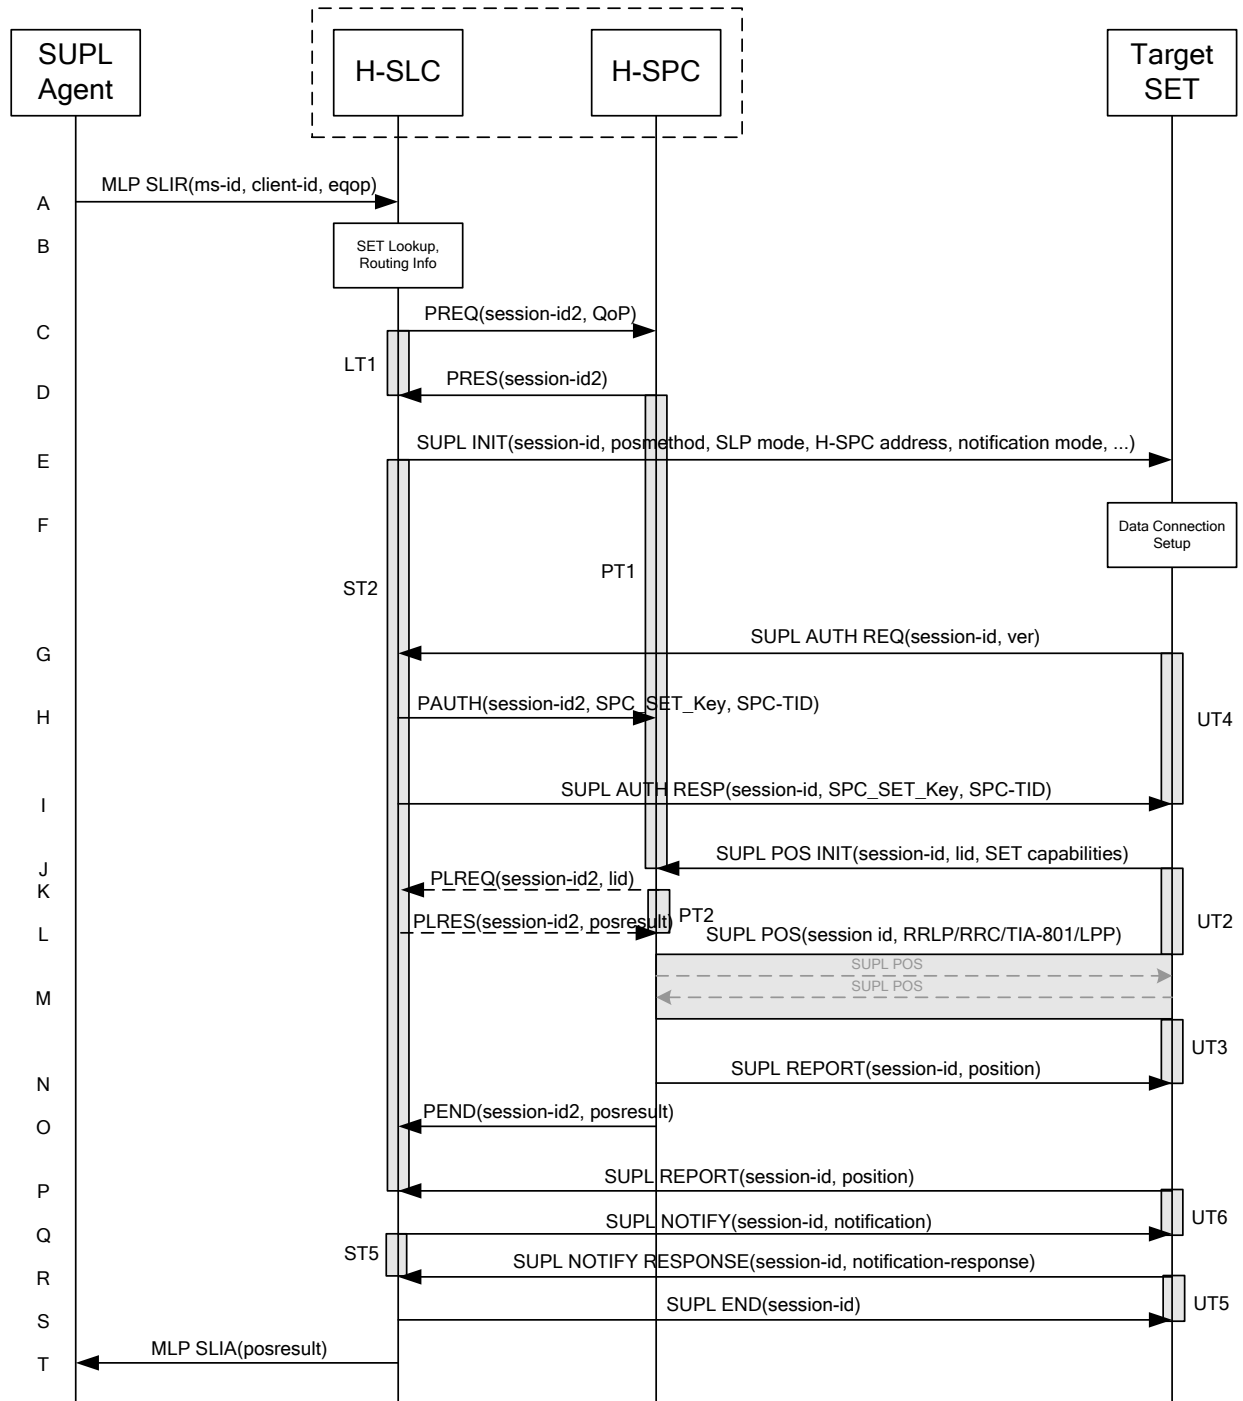 SUPL
Agent
H-SLC
H-SPC
Target
SET
MLP SLIR(ms-id, client-id, eqop)
A
B
SET Lookup,
Routing Info
PREQ(session-id2, QoP)
C
LT1
PRES(session-id2)
D
SUPL INIT(session-id, posmethod, SLP mode, H-SPC address, notification mode, ...)
E
F
Data Connection
Setup
PT1
ST2
SUPL AUTH REQ(session-id, ver)
G
PAUTH(session-id2, SPC_SET_Key, SPC-TID)
H
UT4
SUPL AUTH RESP(session-id, SPC_SET_Key, SPC-TID)
I
SUPL POS INIT(session-id, lid, SET capabilities)
J
PLREQ(session-id2, lid)
K
PT2
PLRES(session-id2, posresult)
UT2
L
SUPL POS(session id, RRLP/RRC/TIA-801/LPP)
SUPL POS
SUPL POS
M
UT3
SUPL REPORT(session-id, position)
N
PEND(session-id2, posresult)
O
SUPL REPORT(session-id, position)
P
UT6
SUPL NOTIFY(session-id, notification)
Q
ST5
SUPL NOTIFY RESPONSE(session-id, notification-response)
R
UT5
SUPL END(session-id)
S
MLP SLIA(posresult)
T